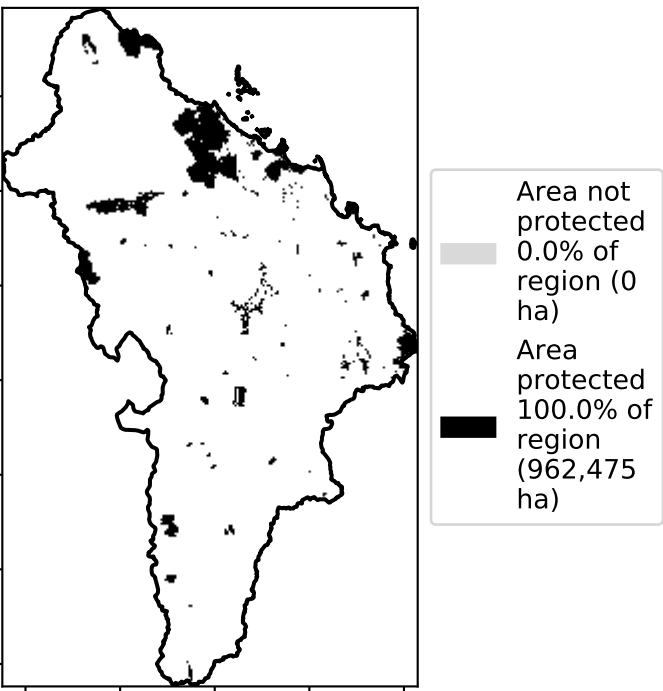 Area not
protected
0.0% of
region (0
ha)
Area
protected
100.0% of
region
(962,475
ha)